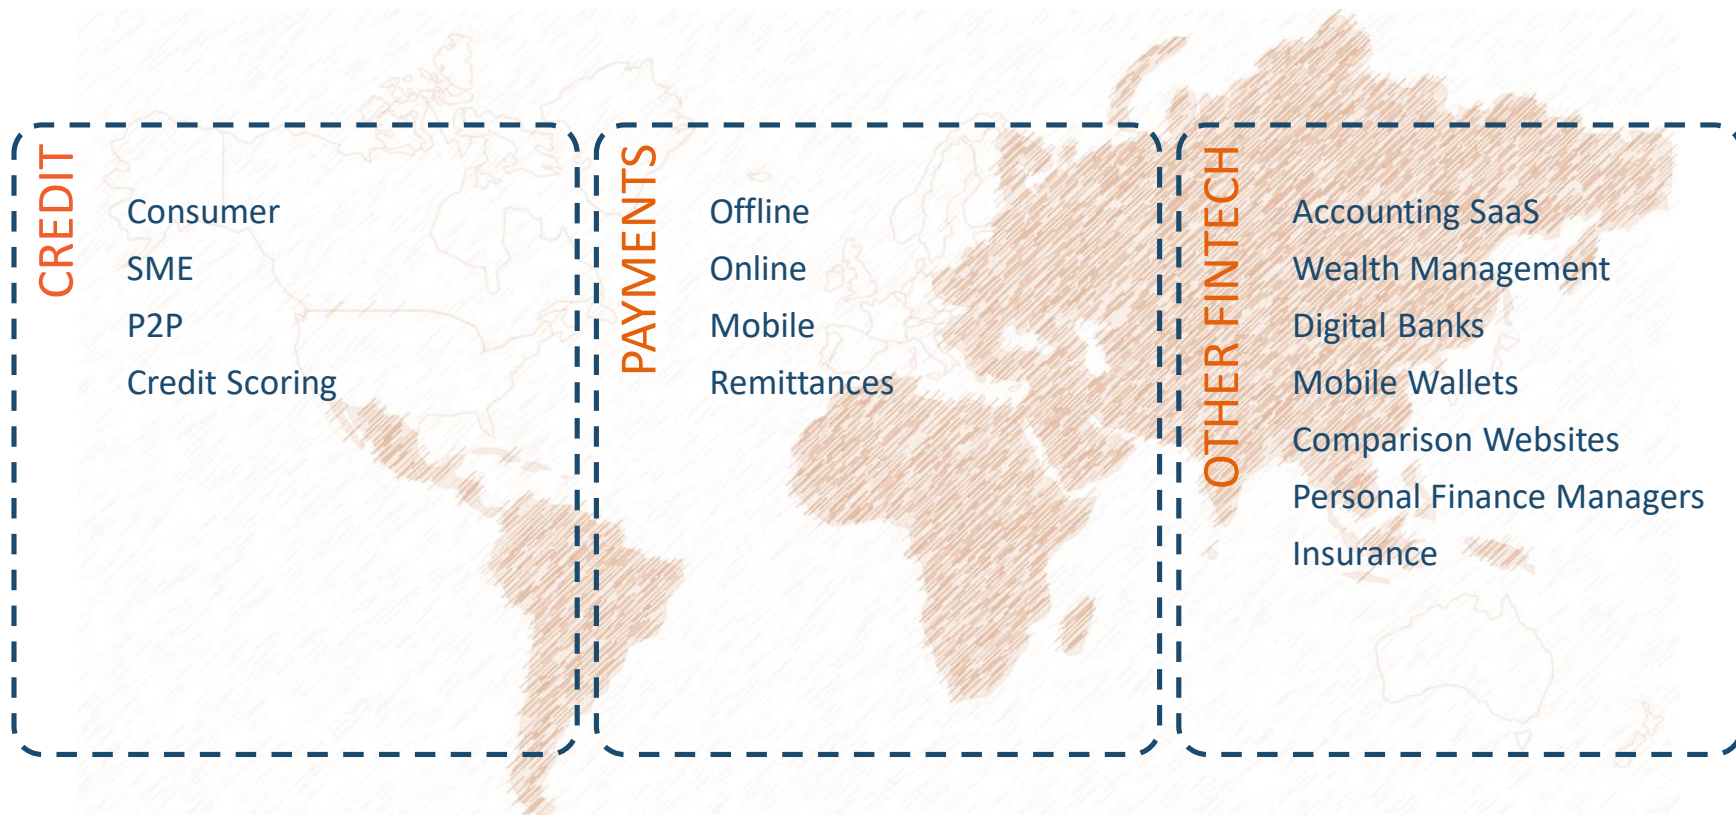 CREDIT
Consumer
SME
P2P
Credit Scoring
PAYMENTS
Offline
Online
Mobile
Remittances
OTHER FINTECH
Accounting SaaS
Wealth Management
Digital Banks
Mobile Wallets
Comparison Websites
Personal Finance Managers
Insurance